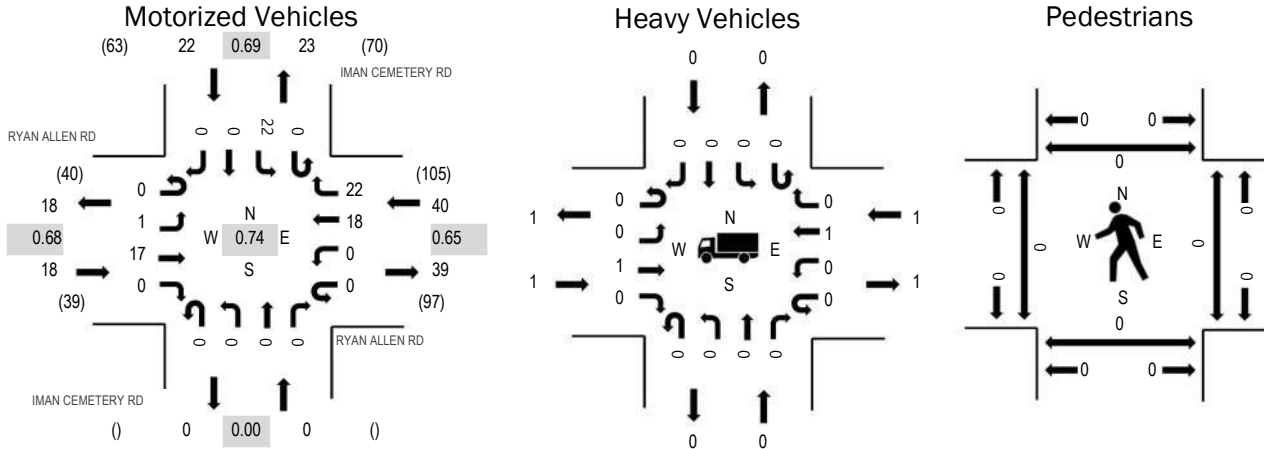 Motorized Vehicles
Heavy Vehicles
Pedestrians
(63) 22 0.69 23 (70)
IMAN CEMETERY RD
RYAN ALLEN RD
0 0 22 0
(40) 18
0
1
17
0
0.68
18
(39)
22
18
0
0
(105)
40
0.65
39
(97)
N
W 0.74 E
S
0 0 0 0
RYAN ALLEN RD
IMAN CEMETERY RD
() 0 0.00 0 ()
0 0
0 0 0 0
0
0
1
0
1
1
0
1
0
0
1
1
N
W E
S
0 0 0 0
0 0
0 0
0
0
0
0
N
W E
S
0
0
0
0
0 0